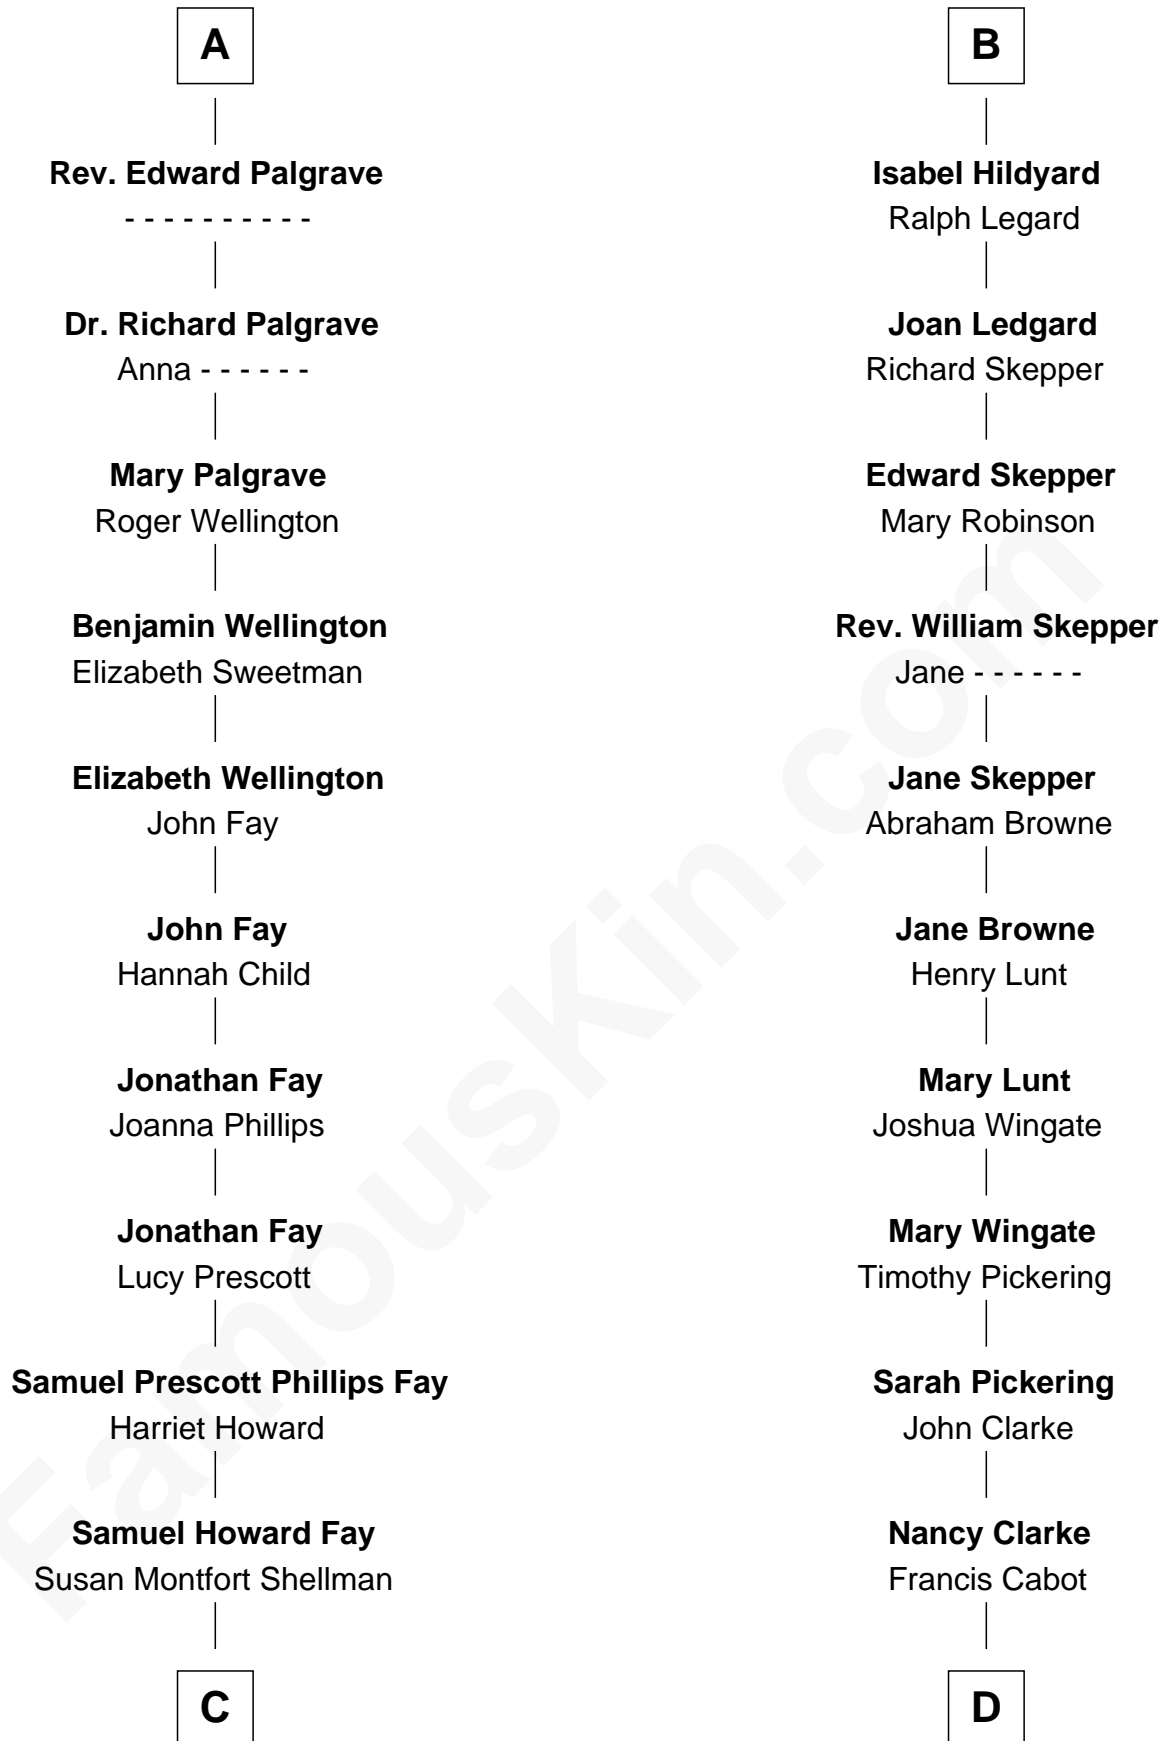 A
Rev. Edward Palgrave
- - - - - - - - - -
Dr. Richard Palgrave
Anna - - - - - -
Mary Palgrave
Roger Wellington
Benjamin Wellington
Elizabeth Sweetman
Elizabeth Wellington
John Fay
John Fay
Hannah Child
Jonathan Fay
Joanna Phillips
Jonathan Fay
Lucy Prescott
Samuel Prescott Phillips Fay
Harriet Howard
Samuel Howard Fay
Susan Montfort Shellman
C
B
Isabel Hildyard
Ralph Legard
Joan Ledgard
Richard Skepper
Edward Skepper
Mary Robinson
Rev. William Skepper
Jane - - - - - -
Jane Skepper
Abraham Browne
Jane Browne
Henry Lunt
Mary Lunt
Joshua Wingate
Mary Wingate
Timothy Pickering
Sarah Pickering
John Clarke
Nancy Clarke
Francis Cabot
D
FamousKin.com